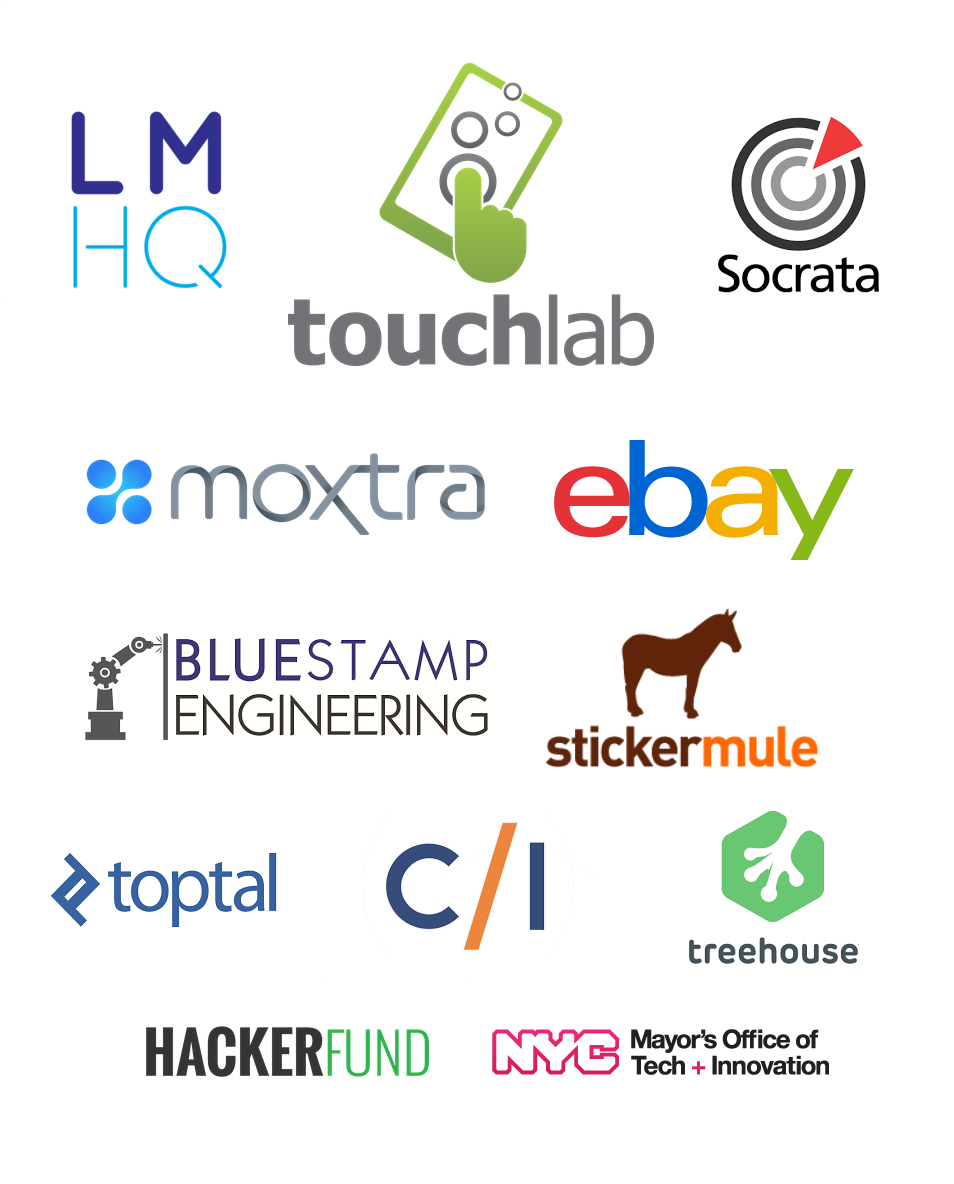 LM
HQ
touchlab
Socrata
moxtra
ebay
BLUESTAMP
ENGINEERING
stickermule
toptal
C/I
treehouse
HACKERFUND
NYC
Mayor's Office of
Tech + Innovation